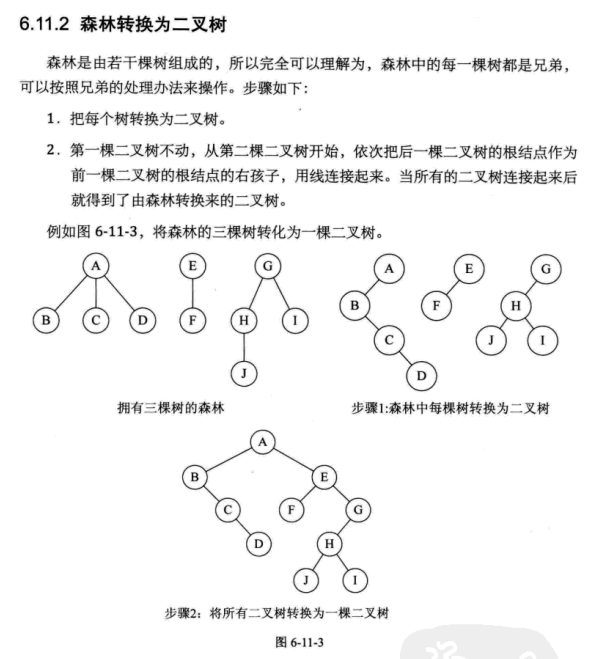 6.11.2 森林转换为二叉树
森林是由若干棵树组成的，所以完全可以理解为，森林中的每一棵树都是兄弟，
可以按照兄弟的处理办法来操作。步骤如下：
1．把每个树转换为二叉树。
2．第一棵二叉树不动，从第二棵二叉树开始，依次把后一棵二叉树的根结点作为
前一棵二叉树的根结点的右孩子，用线连接起来。当所有的二叉树连接起来后
就得到了由森林转换来的二叉树。
例如图 6-11-3，将森林的三棵树转化为一棵二叉树。
A E G
B C D F H I
J
A E G
B F H
C J I
D
拥有三棵树的森林
步骤1:森林中每棵树转换为二叉树
A
B E
C F G
D H
J I
步骤2：将所有二叉树转换为一棵二叉树
图 6-11-3